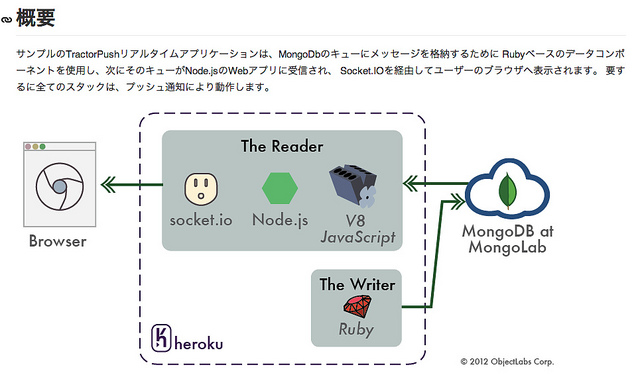 概要
サンプルのTractorPushリアルタイムアプリケーションは、MongoDbのキューにメッセージを格納するために Rubyベースのデータコンポ
ーネントを使用し、次にそのキューがNode.jsのWebアプリに受信され、 Socket.IOを経由してユーザーのブラウザへ表示されます。 要す
るに全てのスタックは、プッシュ通知により動作します。
The Reader
socket.io
Node.js
V8
JavaScript
Browser
MongoDB at
MongoLab
The Writer
Ruby
heroku
© 2012 ObjectLabs Corp.